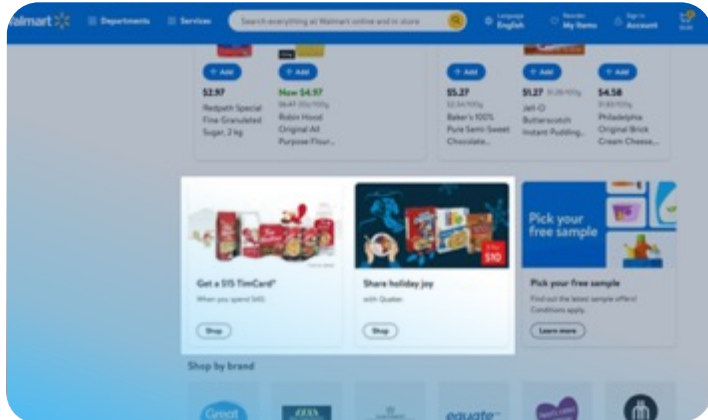 almart
Departments
Services
Search everything at Walmart online and in store
Language
English
Reorder
My Items
Sign in
Account
+ Add
+ Add
+ Add
+ Add
+ Add
$2.97
Redpath Special
Fine Granulated
Sugar, 2 kg
Now $4.97
Robin Hood
Original All
Purpose Flour...
$5.27
Baker's 100%
Pure Semi-Sweet
Chocolate...
$1.27
Jell-O
Butterscotch
Instant Pudding...
$4.58
Philadelphia
Original Brick
Cream Cheese...
Get a $15 TimCard*
When you spend
Shop
$10
Share holiday joy
with Quaker
Shop
Pick your
free sample
Pick your free sample
Find out the latest sample offers!
Conditions apply.
Learn more
Shop by brand
Great
equate